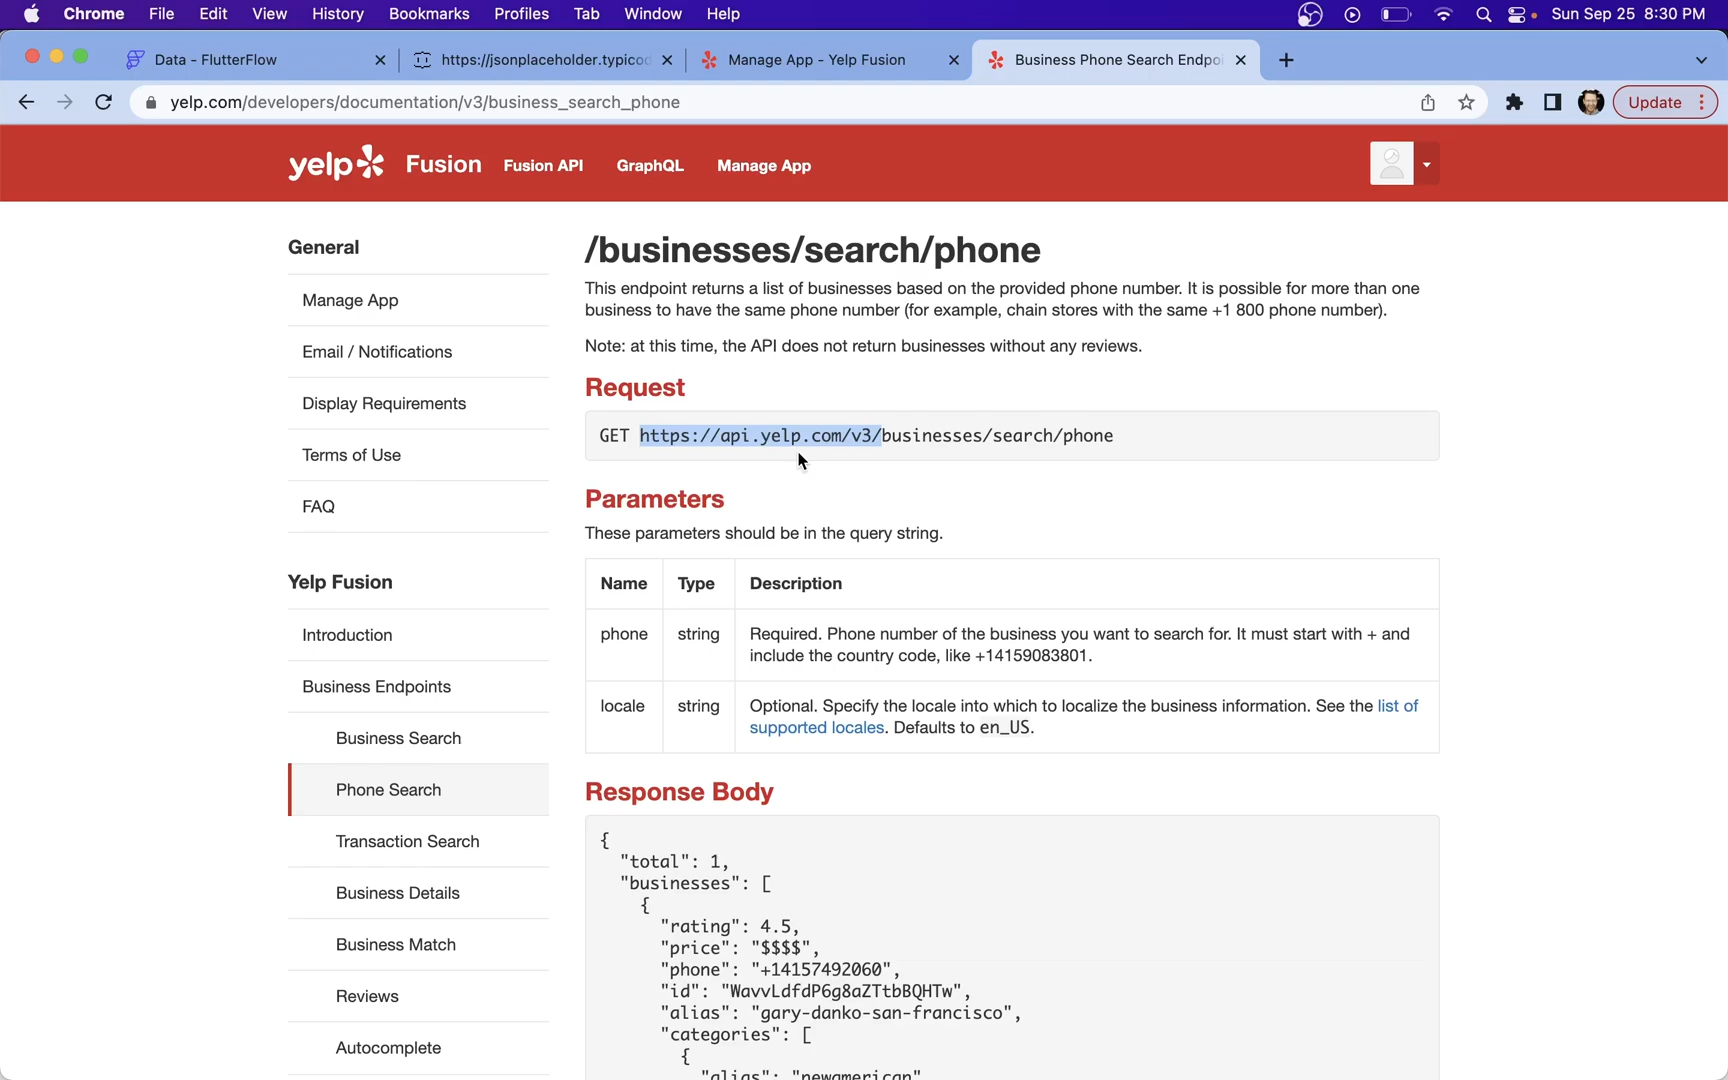 Chrome File Edit View History Bookmarks Profiles Tab Window Help Sun Sep 25 8:30 PM
Data - FlutterFlow https://jsonplaceholder.typico Manage App - Yelp Fusion Business Phone Search Endpoi
yelp.com/developers/documentation/v3/business_search_phone Update
yelp Fusion Fusion API GraphQL Manage App
General
Manage App
Email / Notifications
Display Requirements
Terms of Use
FAQ
Yelp Fusion
Introduction
Business Endpoints
Business Search
Phone Search
Transaction Search
Business Details
Business Match
Reviews
Autocomplete
/businesses/search/phone
This endpoint returns a list of businesses based on the provided phone number. It is possible for more than one
business to have the same phone number (for example, chain stores with the same +1 800 phone number).
Note: at this time, the API does not return businesses without any reviews.
Request
GET https://api.yelp.com/v3/businesses/search/phone
Parameters
These parameters should be in the query string.
Name Type Description
phone string Required. Phone number of the business you want to search for. It must start with + and
include the country code, like +14159083801.
locale string Optional. Specify the locale into which to localize the business information. See the list of
supported locales. Defaults to en_US.
Response Body
{
"total": 1,
"businesses": [
{
"rating": 4.5,
"price": "$$$$",
"phone": "+14157492060",
"id": "WavvLdfdP6g8aZTtbBQHTw",
"alias": "gary-danko-san-francisco",
"categories": [
{
"alias": "newamerican"